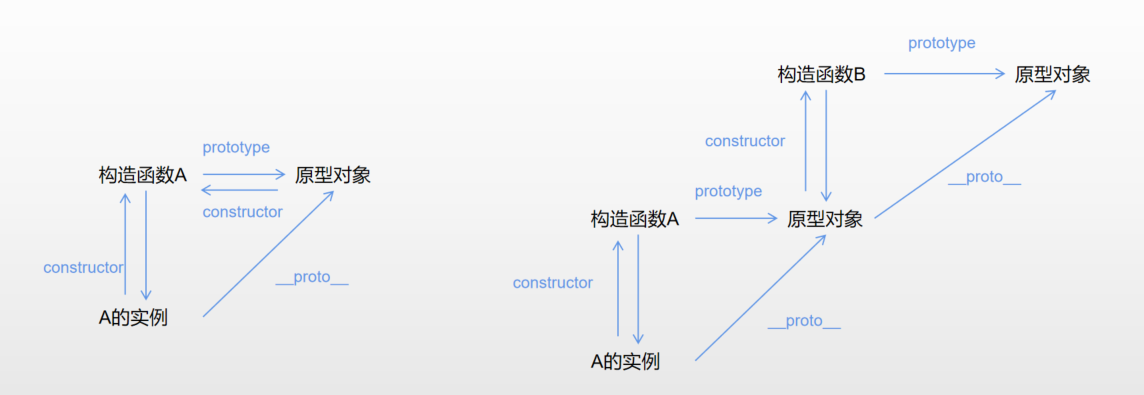 prototype
构造函数A
原型对象
constructor
constructor
__proto__
A的实例
prototype
构造函数B
原型对象
constructor
__proto__
prototype
构造函数A
原型对象
constructor
__proto__
A的实例